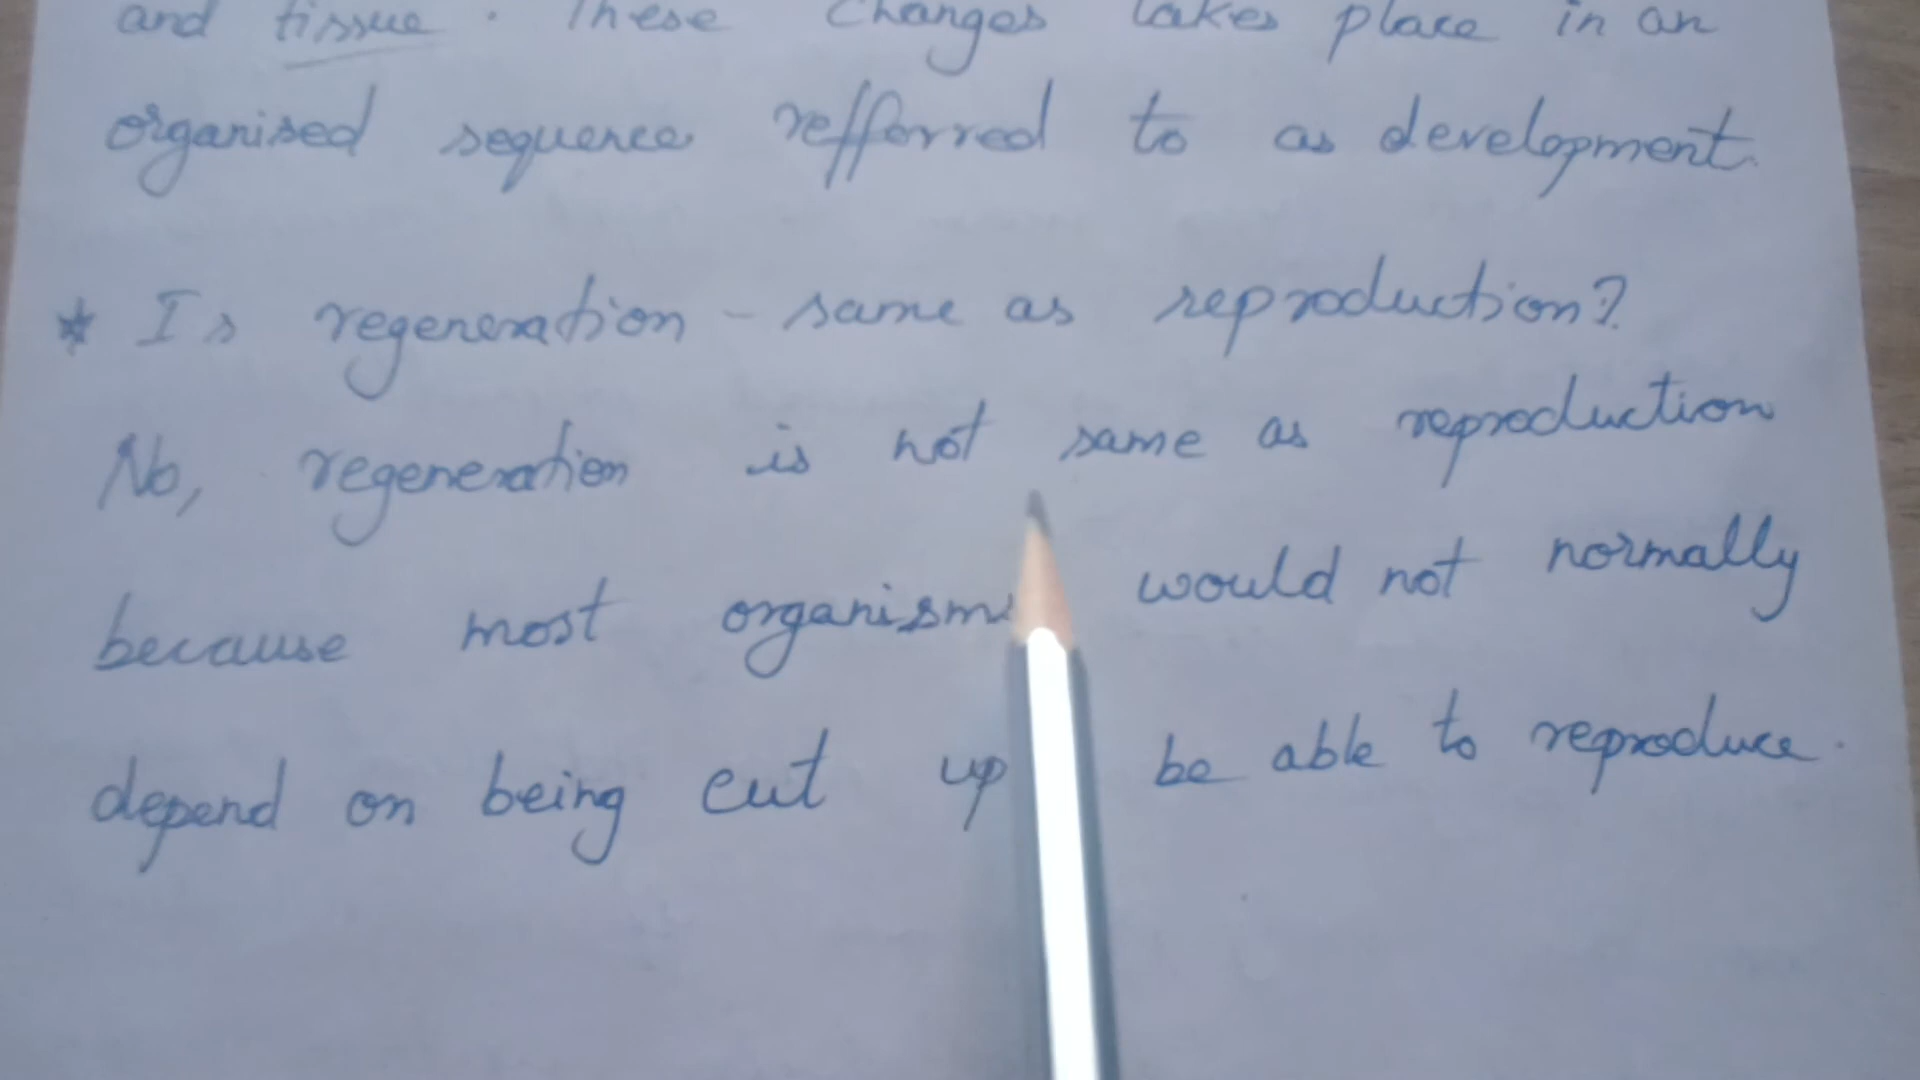 and tissue. These changes takes place in an
organised sequence refferred to as development.
* Is regeneration - same as reproduction?
No, regeneration is not same as reproduction
because most organisms would not normally
depend on being cut up be able to reproduce.